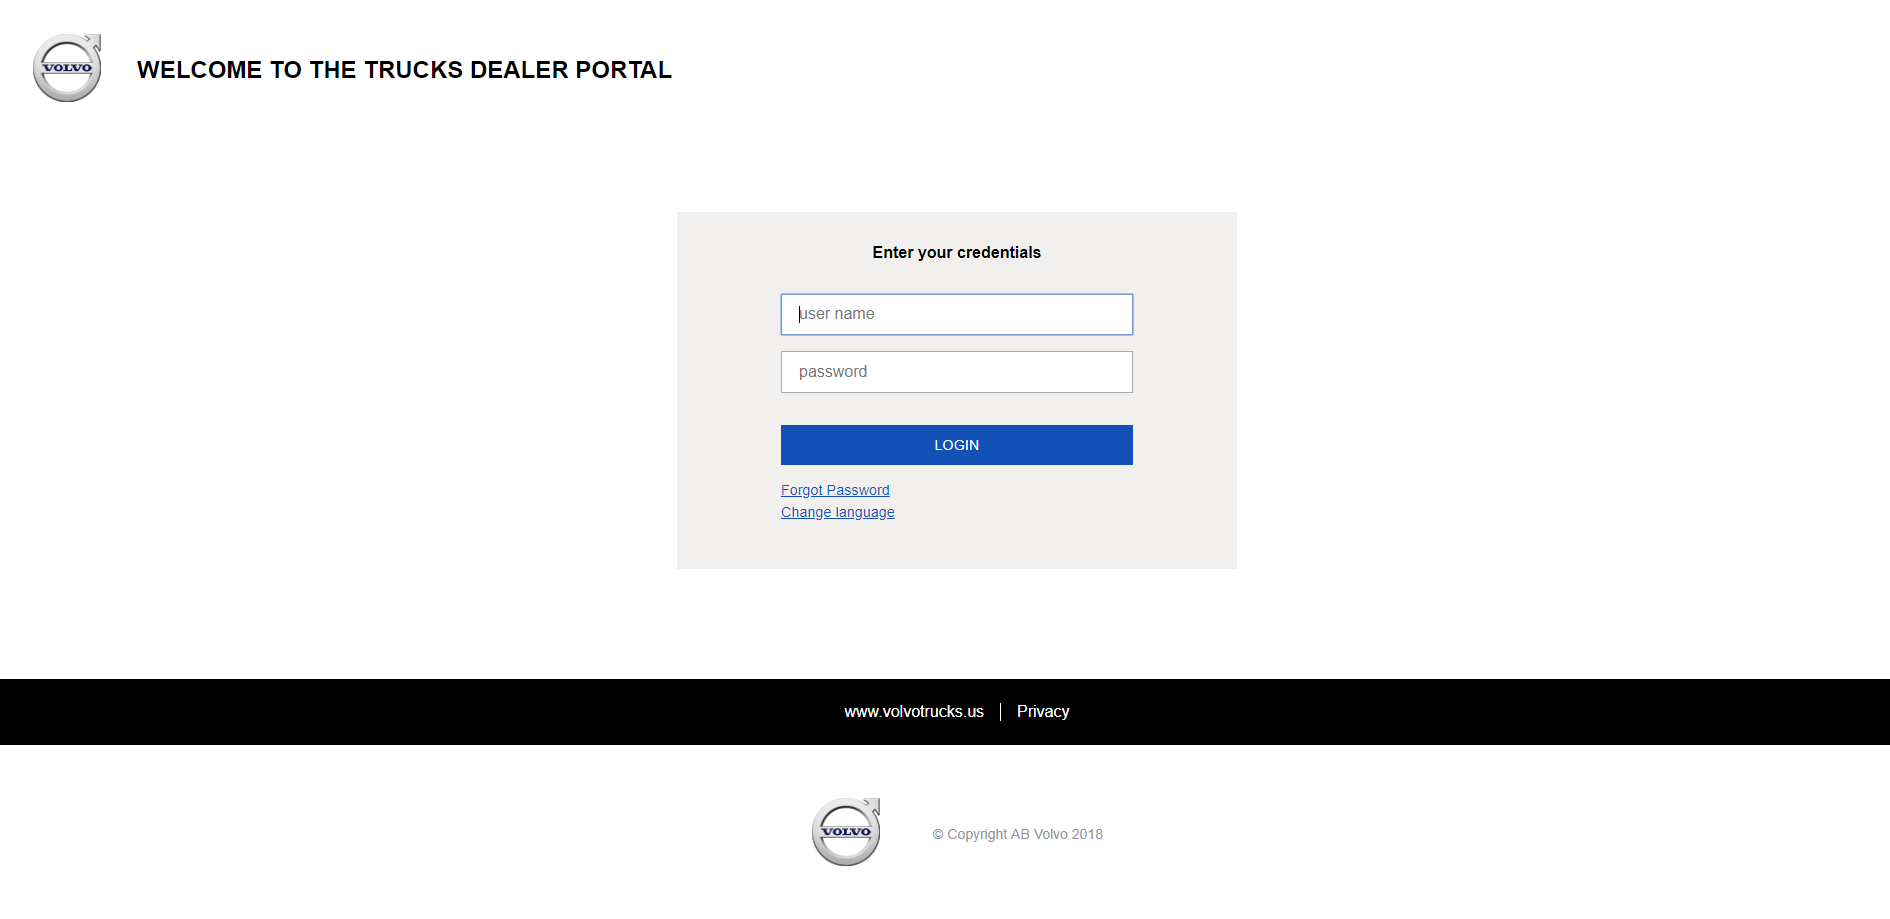 VOLVO
WELCOME TO THE TRUCKS DEALER PORTAL
Enter your credentials
user name
password
LOGIN
Forgot Password
Change language
www.volvotrucks.us | Privacy
VOLVO
© Copyright AB Volvo 2018